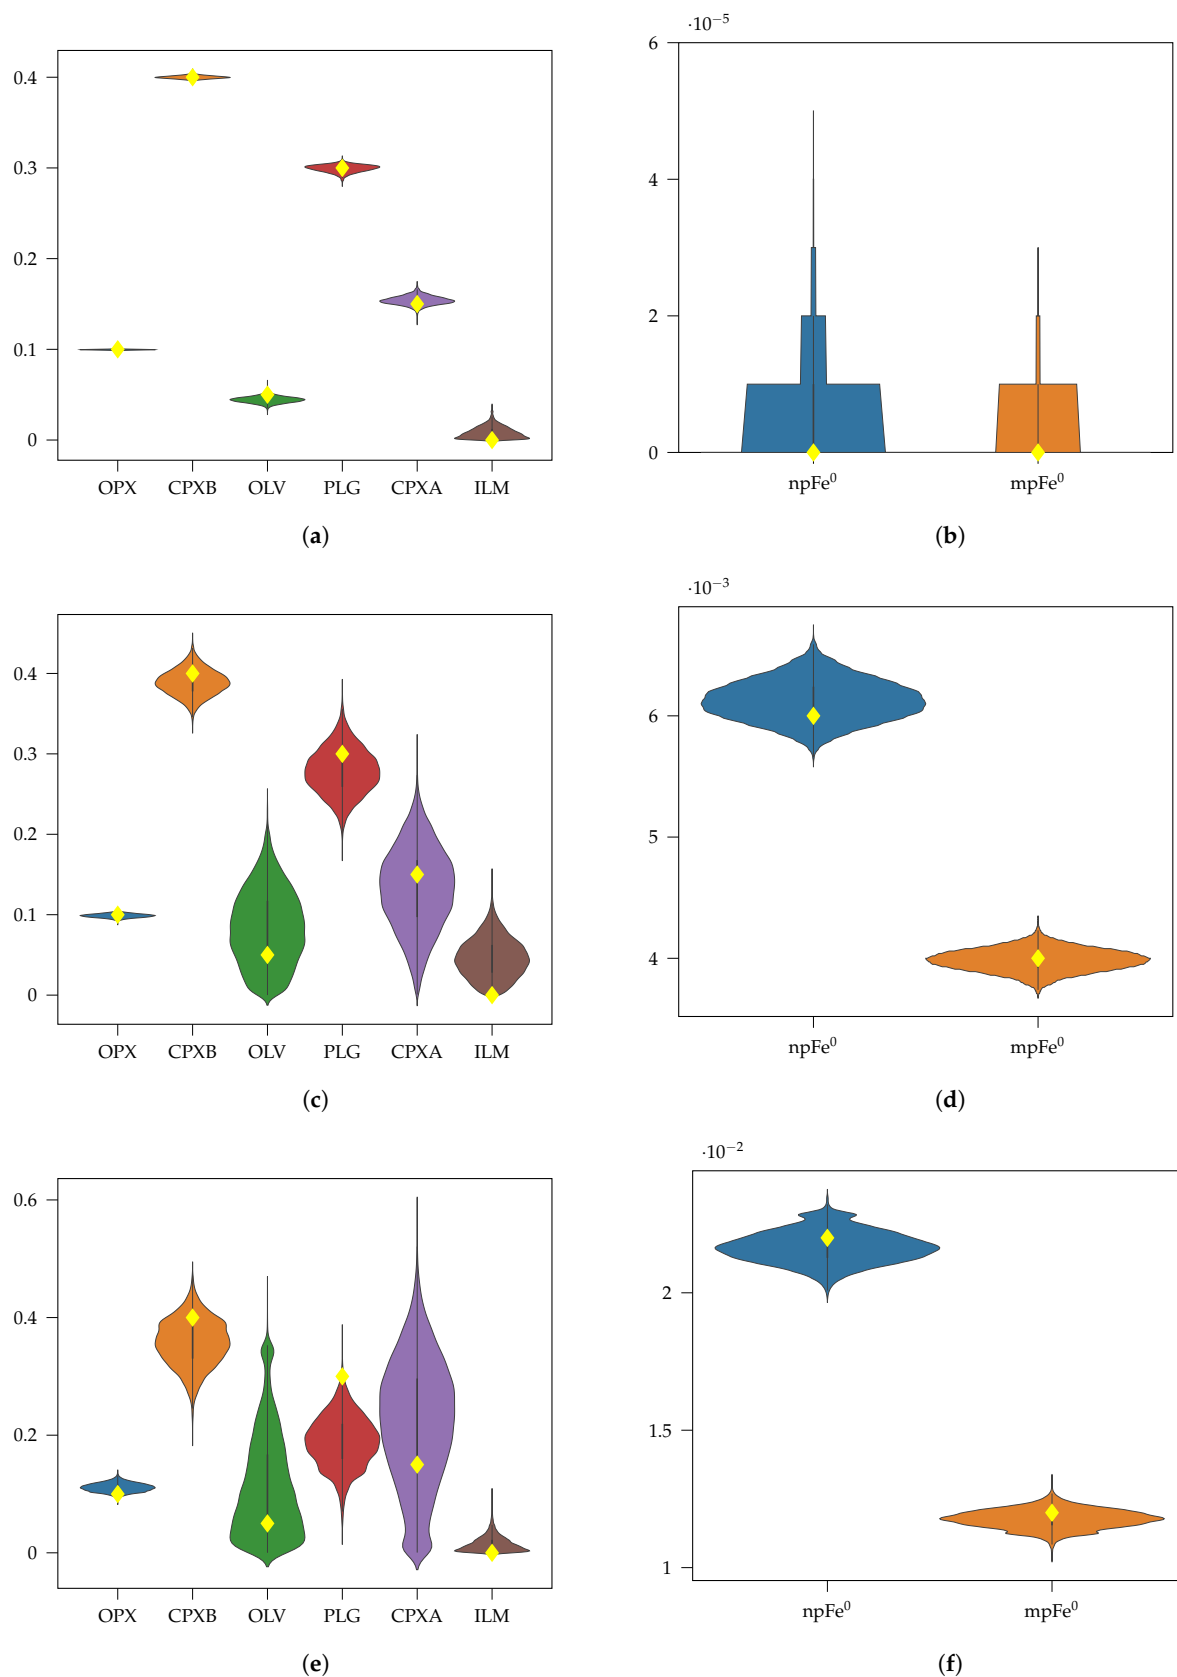 0.4
0.3
0.2
0.1
0
OPX CPXB OLV PLG CPXA ILM
(a)
·10⁻⁵
6
4
2
0
npFe⁰ mpFe⁰
(b)
0.4
0.3
0.2
0.1
0
OPX CPXB OLV PLG CPXA ILM
(c)
·10⁻³
6
5
4
npFe⁰ mpFe⁰
(d)
0.6
0.4
0.2
0
OPX CPXB OLV PLG CPXA ILM
(e)
·10⁻²
2
1.5
1
npFe⁰ mpFe⁰
(f)